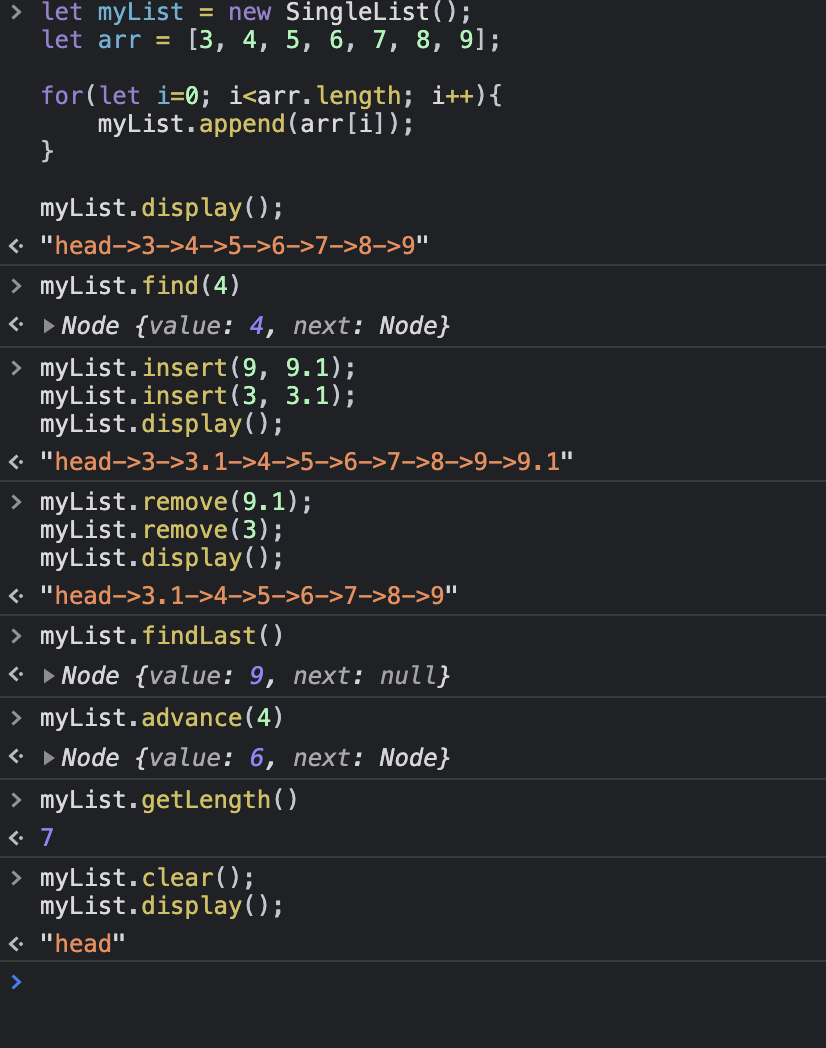 > let myList = new SingleList();
let arr = [3, 4, 5, 6, 7, 8, 9];
for(let i=0; i<arr.length; i++){
    myList.append(arr[i]);
}
myList.display();
"head->3->4->5->6->7->8->9"
> myList.find(4)
▶Node {value: 4, next: Node}
> myList.insert(9, 9.1);
myList.insert(3, 3.1);
myList.display();
"head->3->3.1->4->5->6->7->8->9->9.1"
> myList.remove(9.1);
myList.remove(3);
myList.display();
"head->3.1->4->5->6->7->8->9"
> myList.findLast()
▶Node {value: 9, next: null}
> myList.advance(4)
▶Node {value: 6, next: Node}
> myList.getLength()
7
> myList.clear();
myList.display();
"head"
>